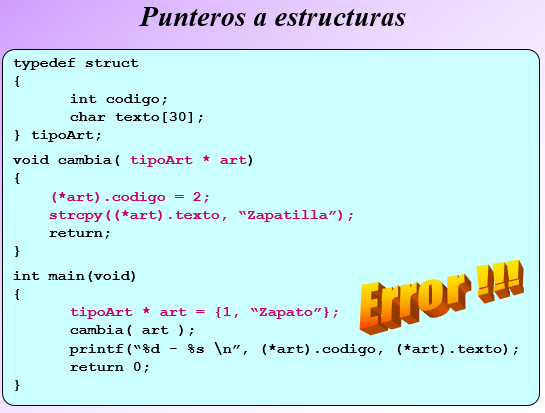 Punteros a estructuras
typedef struct
{
int codigo;
char texto[30];
} tipoArt;
void cambia( tipoArt * art)
{
(*art).codigo = 2;
strcpy((*art).texto, “Zapatilla”);
return;
}
int main(void)
{
tipoArt * art = {1, “Zapato”};
cambia( art );
printf(“%d - %s \n”, (*art).codigo, (*art).texto);
return 0;
}
Error !!!